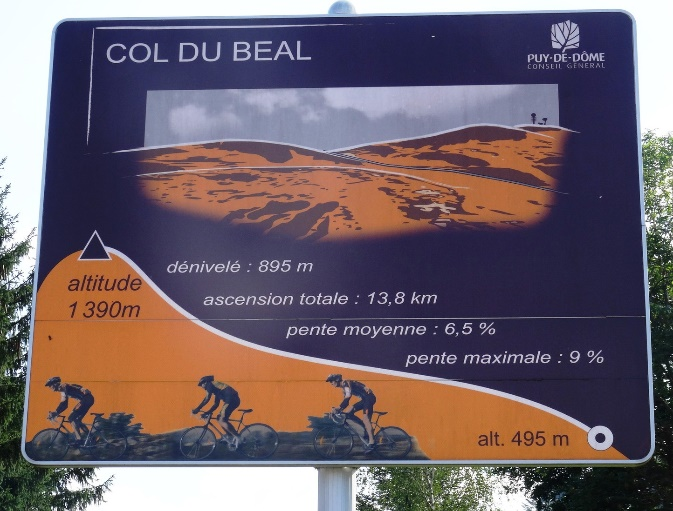 COL DU BEAL
PUY-DE-DÔME
CONSEIL GÉNÉRAL
dénivelé : 895 m
altitude
1 390m
ascension totale : 13,8 km
pente moyenne : 6,5 %
pente maximale : 9 %
alt. 495 m